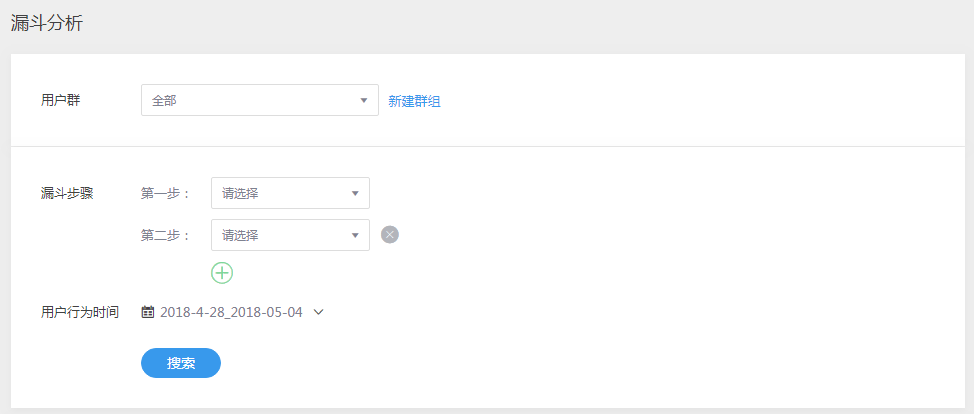 漏斗分析
用户群 全部 新建群组
漏斗步骤 第一步： 请选择
第二步： 请选择
用户行为时间 2018-4-28_2018-05-04
搜索